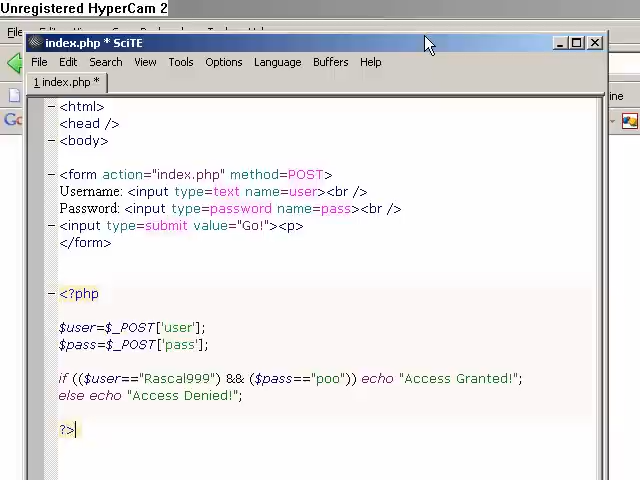 Unregistered HyperCam 2
index.php * SciTE
File Edit Search View Tools Options Language Buffers Help
1 index.php *
<html>
<head />
<body>
<form action="index.php" method=POST>
Username: <input type=text name=user><br />
Password: <input type=password name=pass><br />
<input type=submit value="Go!"><p>
</form>
<?php
$user=$_POST['user'];
$pass=$_POST['pass'];
if (($user=="Rascal999") && ($pass=="poo")) echo "Access Granted!";
else echo "Access Denied!";
?>